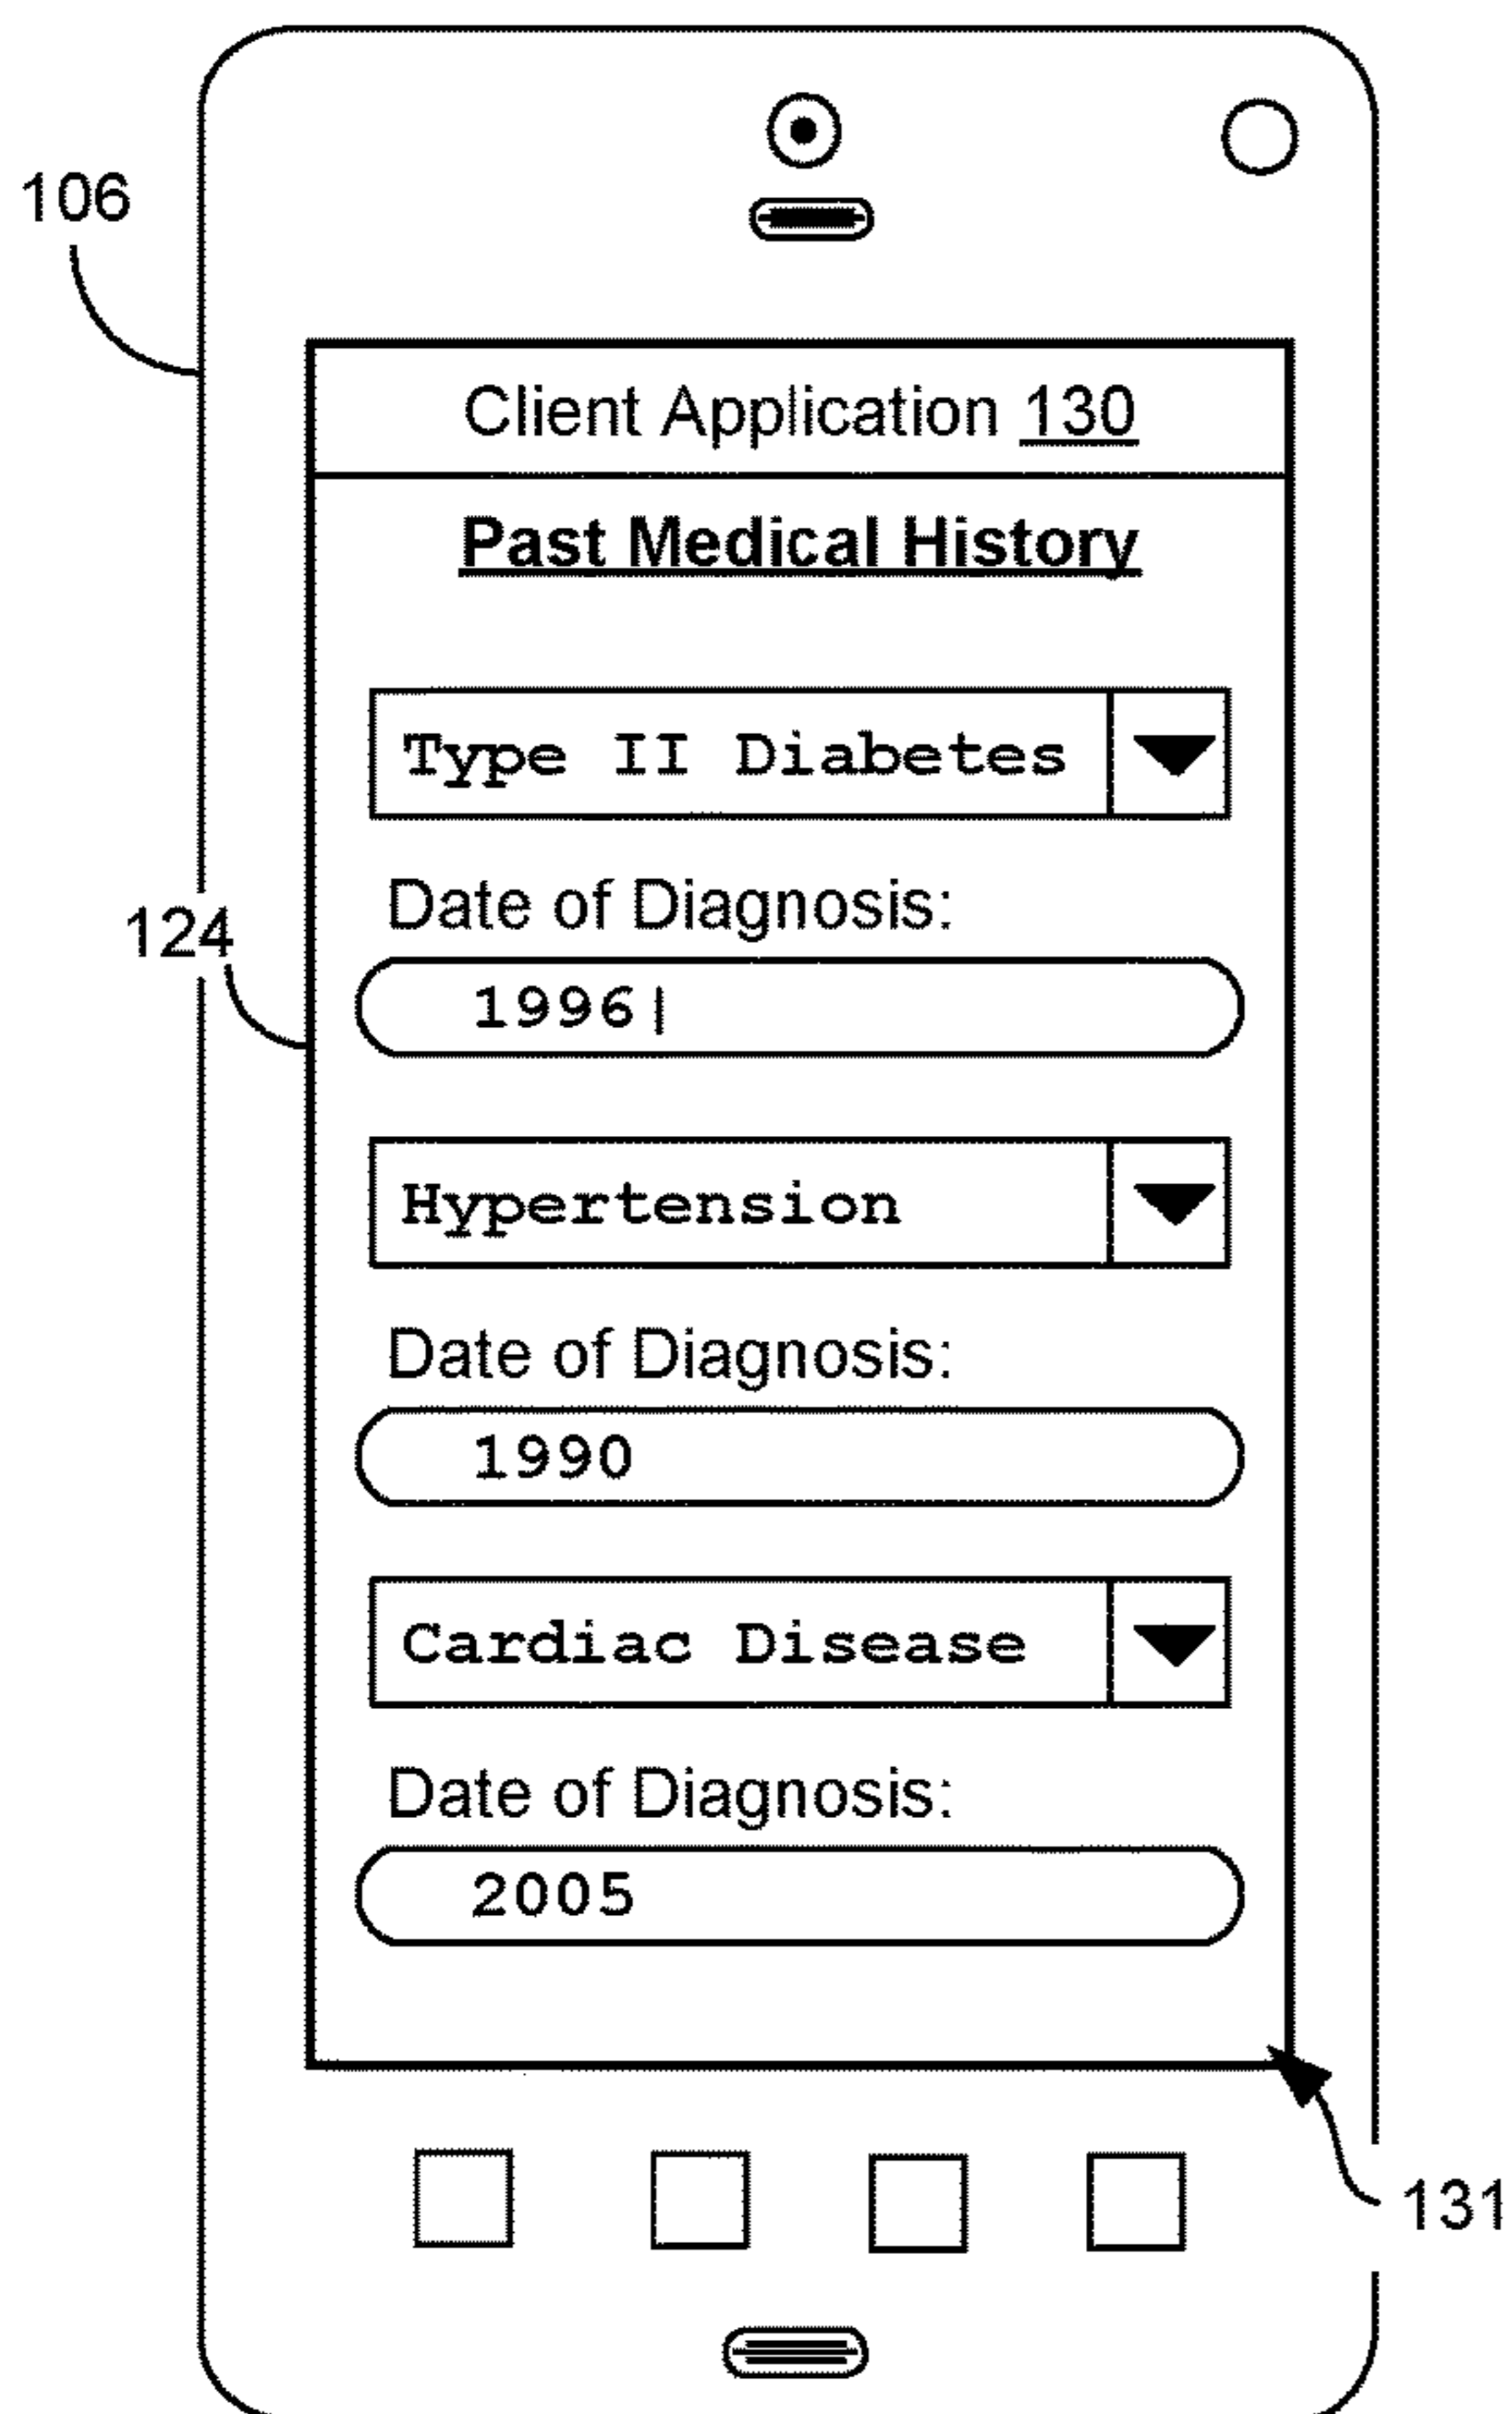 106
Client Application 130
Past Medical History
Type II Diabetes
Date of Diagnosis:
124
1996|
Hypertension
Date of Diagnosis:
1990
Cardiac Disease
Date of Diagnosis:
2005
131